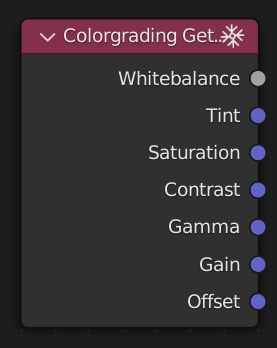 Colorgrading Get..
Whitebalance
Tint
Saturation
Contrast
Gamma
Gain
Offset